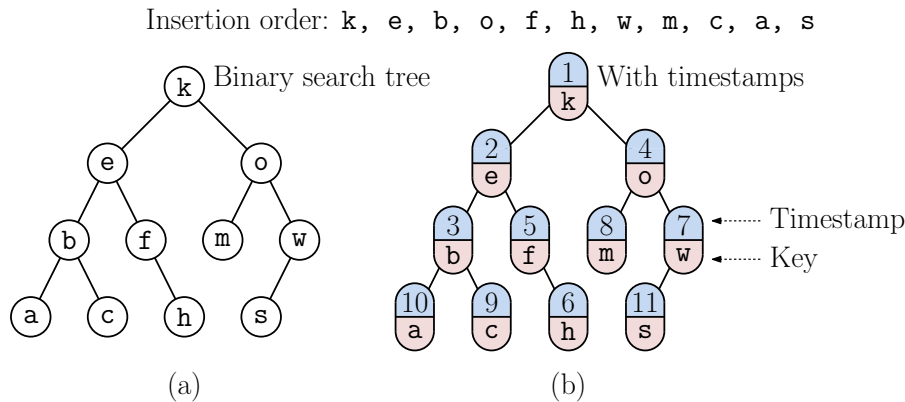 Insertion order: k, e, b, o, f, h, w, m, c, a, s
Binary search tree
k
e o
b f m w
a c h s
(a)
With timestamps
1
k
2 4
e o
3 5 8 7
b f m w
Timestamp
Key
10 9 6 11
a c h s
(b)